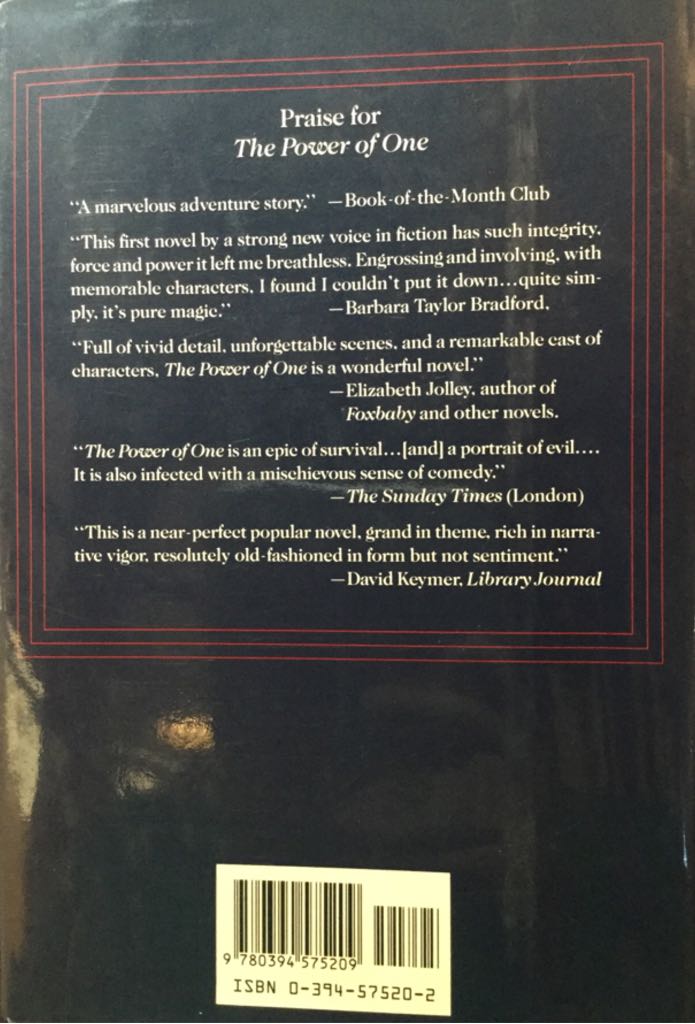 Praise for
The Power of One
“A marvelous adventure story.” —Book-of-the-Month Club
“This first novel by a strong new voice in fiction has such integrity,
force and power it left me breathless. Engrossing and involving, with
memorable characters, I found I couldn’t put it down...quite sim-
ply, it’s pure magic.” —Barbara Taylor Bradford,
“Full of vivid detail, unforgettable scenes, and a remarkable cast of
characters, The Power of One is a wonderful novel.”
—Elizabeth Jolley, author of
Foxbaby and other novels.
“The Power of One is an epic of survival...[and] a portrait of evil....
It is also infected with a mischievous sense of comedy.”
—The Sunday Times (London)
“This is a near-perfect popular novel, grand in theme, rich in narra-
tive vigor, resolutely old-fashioned in form but not sentiment.”
—David Keymer, Library Journal
9 780394 575209
ISBN 0-394-57520-2